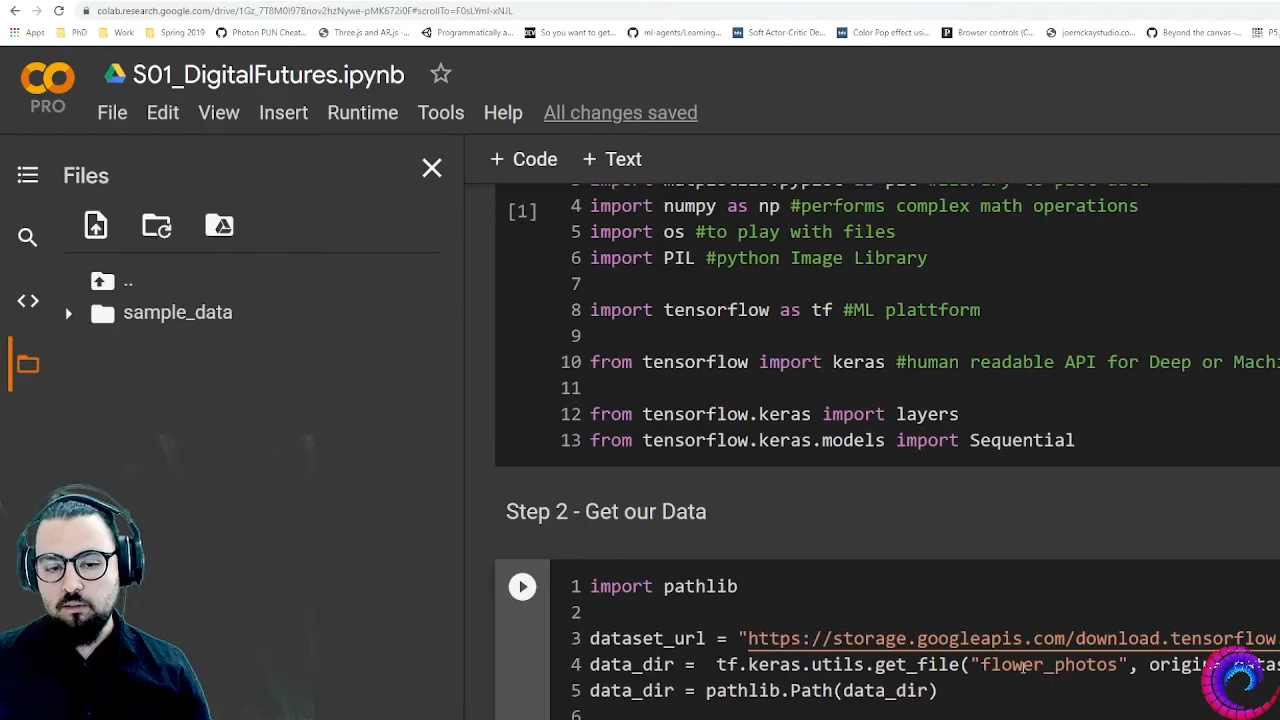 colab.research.google.com/drive/1Gz_7T8M0I97Bnov2hzNywe-pMK672i0F#scrollTo=F0sLYmI-xNJL
Apps PhD Work Spring 2019 Photon PUN Cheat... Three.js and AR.js -... Programmatically a... So you want to get... ml-agents/Learning... Soft Actor-Critic De... Color Pop effect usi... Browser controls (C... joemckaystudio.co... Beyond the canvas -... P5.
CO
PRO
S01_DigitalFutures.ipynb
File Edit View Insert Runtime Tools Help All changes saved
Files
..
sample_data
+ Code + Text
[1]
4 import numpy as np #performs complex math operations
5 import os #to play with files
6 import PIL #python Image Library
7
8 import tensorflow as tf #ML plattform
9
10 from tensorflow import keras #human readable API for Deep or Machi
11
12 from tensorflow.keras import layers
13 from tensorflow.keras.models import Sequential
Step 2 - Get our Data
1 import pathlib
2
3 dataset_url = "https://storage.googleapis.com/download.tensorflow
4 data_dir = tf.keras.utils.get_file("flower_photos",
5 data_dir = pathlib.Path(data_dir)
6